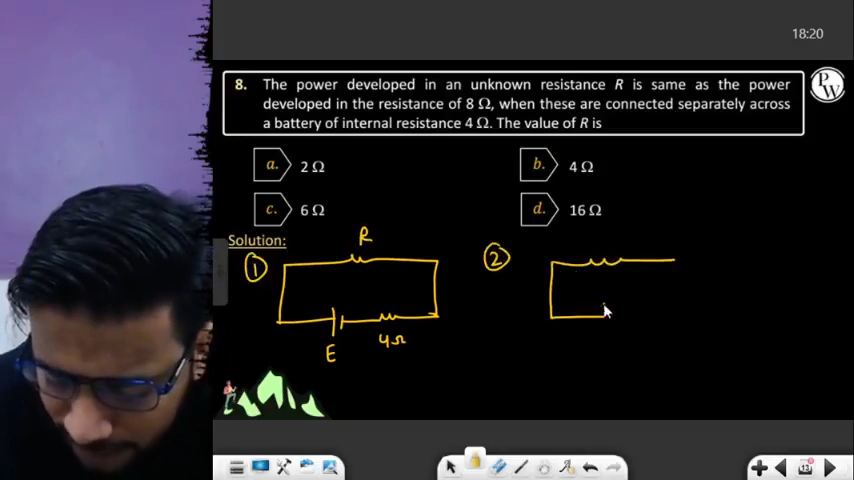 18:20
8. The power developed in an unknown resistance R is same as the power
developed in the resistance of 8 Ω, when these are connected separately across
a battery of internal resistance 4 Ω. The value of R is
PW
a. 2 Ω
b. 4 Ω
c. 6 Ω
d. 16 Ω
Solution:
① R
E 4Ω
②
13